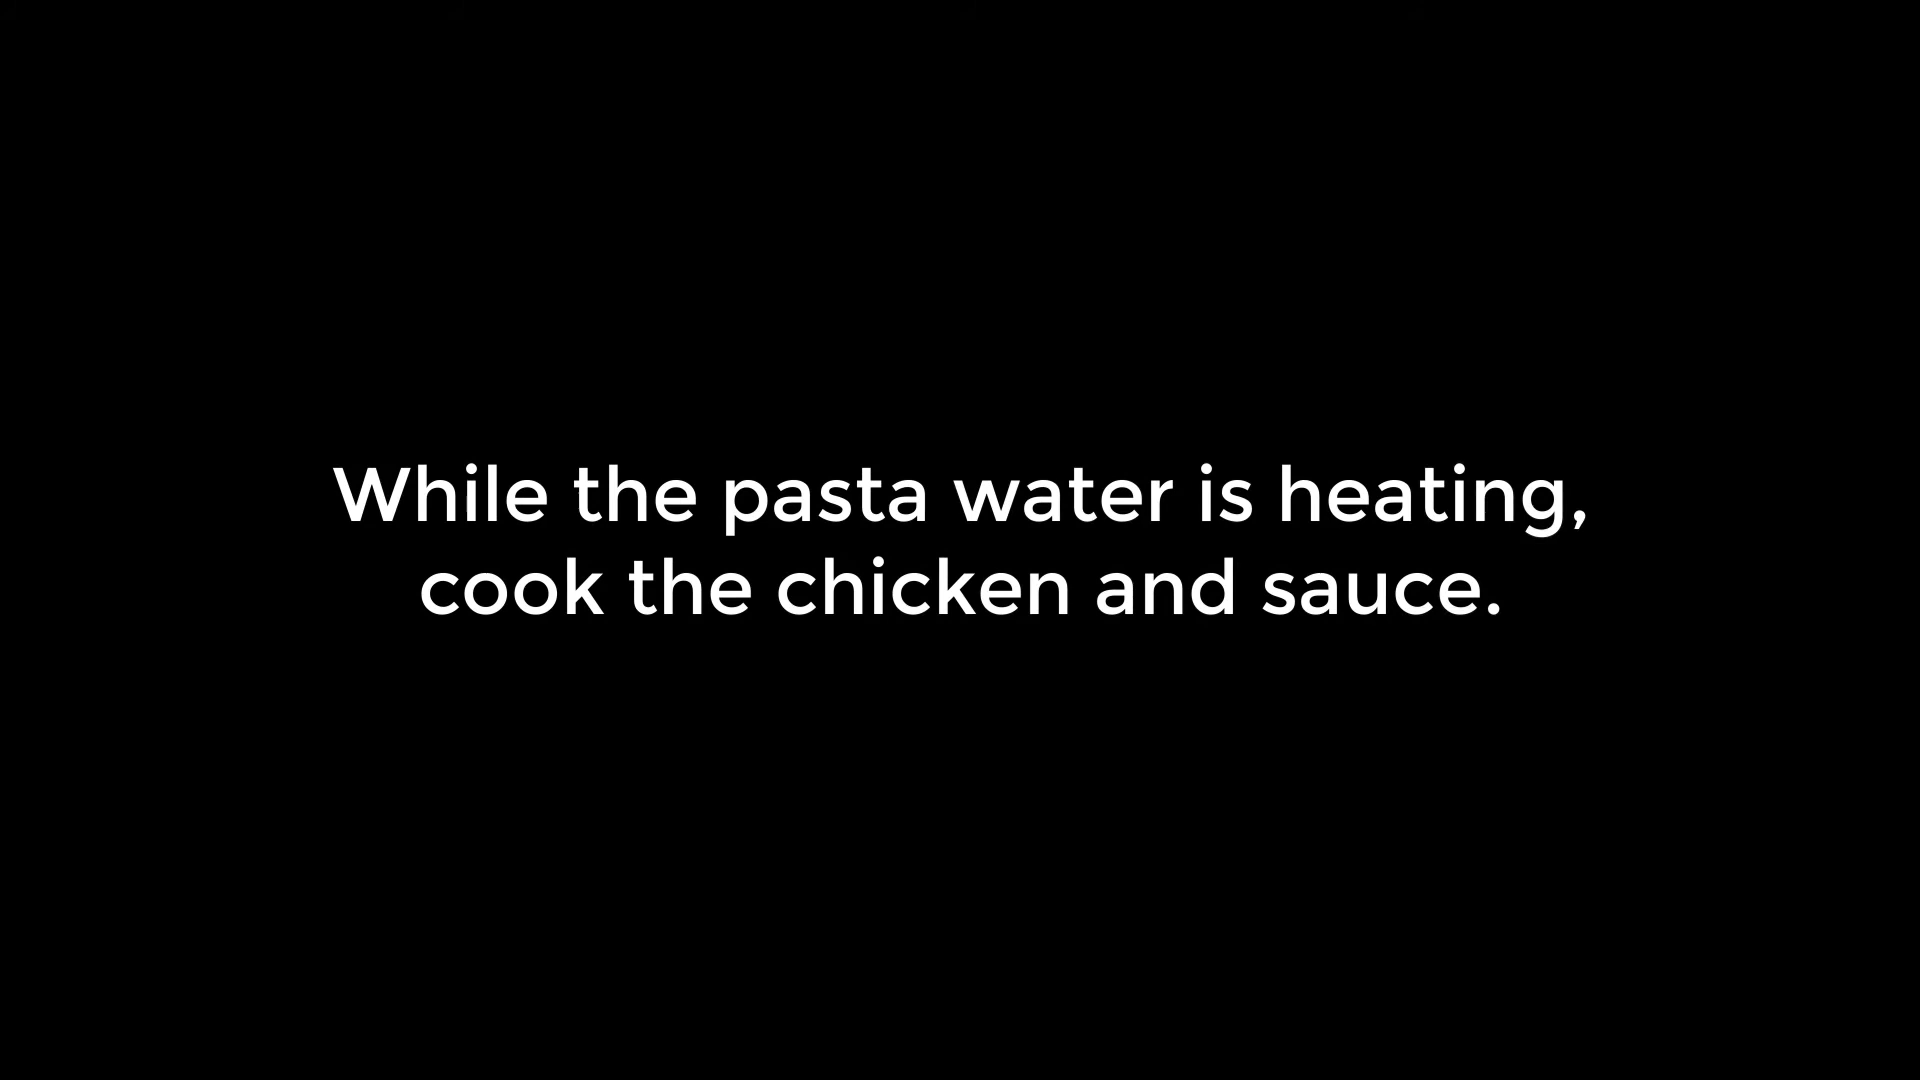 While the pasta water is heating,
cook the chicken and sauce.